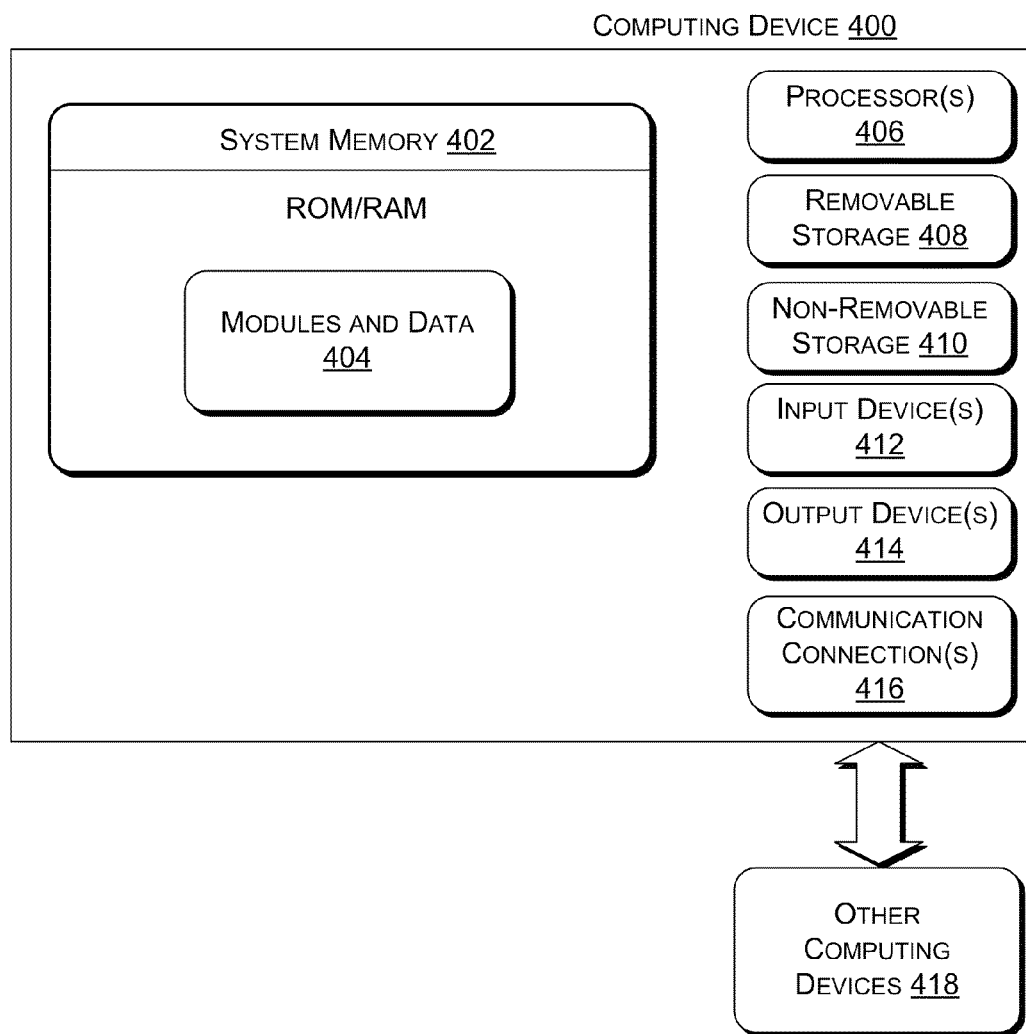 COMPUTING DEVICE 400
SYSTEM MEMORY 402
ROM/RAM
MODULES AND DATA
404
PROCESSOR(S)
406
REMOVABLE
STORAGE 408
NON-REMOVABLE
STORAGE 410
INPUT DEVICE(S)
412
OUTPUT DEVICE(S)
414
COMMUNICATION
CONNECTION(S)
416
OTHER
COMPUTING
DEVICES 418